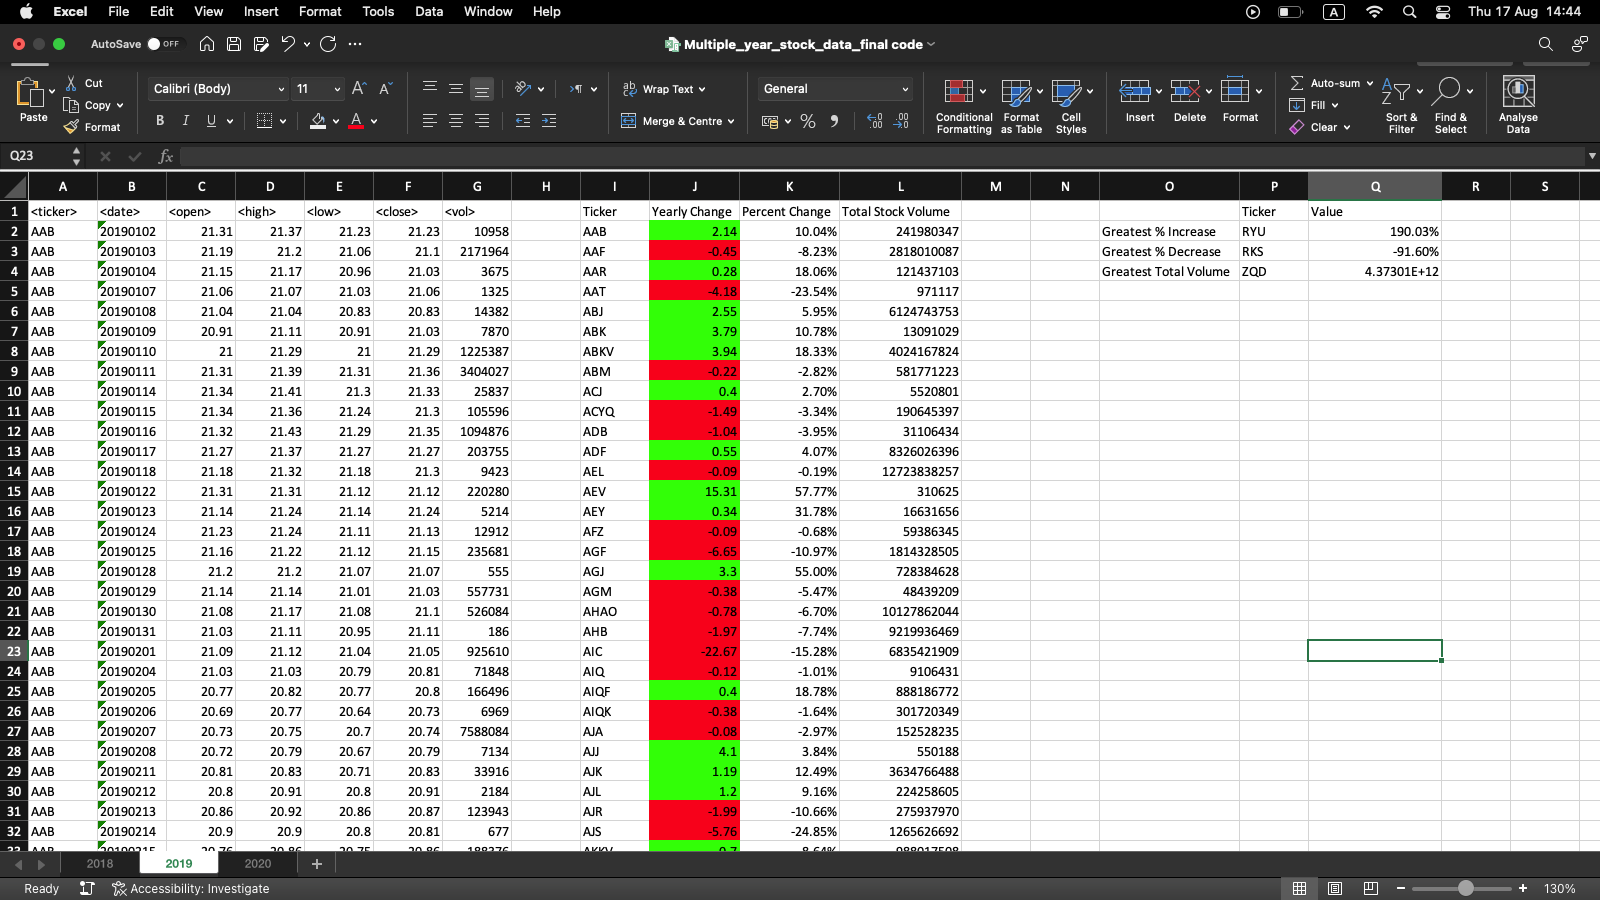 Excel File Edit View Insert Format Tools Data Window Help A Thu 17 Aug 14:44
AutoSave OFF Multiple_year_stock_data_final code
Paste Cut Copy Format Calibri (Body) 11 A A Wrap Text General Conditional Formatting Format as Table Cell Styles Insert Delete Format Auto-sum Fill Clear Sort & Filter Find & Select Analyse Data
B I U A Merge & Centre %
Q23 fx
A B C D E F G H I J K L M N O P Q R S
1 <ticker> <date> <open> <high> <low> <close> <vol> Ticker Yearly Change Percent Change Total Stock Volume Ticker Value
2 AAB 20190102 21.31 21.37 21.23 21.23 10958 AAB 2.14 10.04% 241980347 Greatest % Increase RYU 190.03%
3 AAB 20190103 21.19 21.2 21.06 21.1 2171964 AAF -0.45 -8.23% 2818010087 Greatest % Decrease RKS -91.60%
4 AAB 20190104 21.15 21.17 20.96 21.03 3675 AAR 0.28 18.06% 121437103 Greatest Total Volume ZQD 4.37301E+12
5 AAB 20190107 21.06 21.07 21.03 21.06 1325 AAT -4.18 -23.54% 971117
6 AAB 20190108 21.04 21.04 20.83 20.83 14382 ABJ 2.55 5.95% 6124743753
7 AAB 20190109 20.91 21.11 20.91 21.03 7870 ABK 3.79 10.78% 13091029
8 AAB 20190110 21 21.29 21 21.29 1225387 ABKV 3.94 18.33% 4024167824
9 AAB 20190111 21.31 21.39 21.31 21.36 3404027 ABM -0.22 -2.82% 581771223
10 AAB 20190114 21.34 21.41 21.3 21.33 25837 ACJ 0.4 2.70% 5520801
11 AAB 20190115 21.34 21.36 21.24 21.3 105596 ACYQ -1.49 -3.34% 190645397
12 AAB 20190116 21.32 21.43 21.29 21.35 1094876 ADB -1.04 -3.95% 31106434
13 AAB 20190117 21.27 21.37 21.27 21.27 203755 ADF 0.55 4.07% 8326026396
14 AAB 20190118 21.18 21.32 21.18 21.3 9423 AEL -0.09 -0.19% 12723838257
15 AAB 20190122 21.31 21.31 21.12 21.12 220280 AEV 15.31 57.77% 310625
16 AAB 20190123 21.14 21.24 21.14 21.24 5214 AEY 0.34 31.78% 16631656
17 AAB 20190124 21.23 21.24 21.11 21.13 12912 AFZ -0.09 -0.68% 59386345
18 AAB 20190125 21.16 21.22 21.12 21.15 235681 AGF -6.65 -10.97% 1814328505
19 AAB 20190128 21.2 21.2 21.07 21.07 555 AGJ 3.3 55.00% 728384628
20 AAB 20190129 21.14 21.14 21.01 21.03 557731 AGM -0.38 -5.47% 48439209
21 AAB 20190130 21.08 21.17 21.08 21.1 526084 AHAO -0.78 -6.70% 10127862044
22 AAB 20190131 21.03 21.11 20.95 21.11 186 AHB -1.97 -7.74% 9219936469
23 AAB 20190201 21.09 21.12 21.04 21.05 925610 AIC -22.67 -15.28% 6835421909
24 AAB 20190204 21.03 21.03 20.79 20.81 71848 AIQ -0.12 -1.01% 9106431
25 AAB 20190205 20.77 20.82 20.77 20.8 166496 AIQF 0.4 18.78% 888186772
26 AAB 20190206 20.69 20.77 20.64 20.73 6969 AIQK -0.38 -1.64% 301720349
27 AAB 20190207 20.73 20.75 20.7 20.74 7588084 AJA -0.08 -2.97% 152528235
28 AAB 20190208 20.72 20.79 20.67 20.79 7134 AJJ 4.1 3.84% 550188
29 AAB 20190211 20.81 20.83 20.71 20.83 33916 AJK 1.19 12.49% 3634766488
30 AAB 20190212 20.8 20.91 20.8 20.91 2184 AJL 1.2 9.16% 224258605
31 AAB 20190213 20.86 20.92 20.86 20.87 123943 AJR -1.99 -10.66% 275937970
32 AAB 20190214 20.9 20.9 20.8 20.81 677 AJS -5.76 -24.85% 1265626692
2018 2019 2020 +
Ready Accessibility: Investigate - + 130%